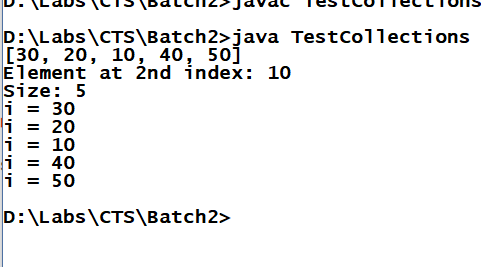 D:\Labs\CTS\Batch2>javac TestCollections
D:\Labs\CTS\Batch2>java TestCollections
[30, 20, 10, 40, 50]
Element at 2nd index: 10
Size: 5
i = 30
i = 20
i = 10
i = 40
i = 50
D:\Labs\CTS\Batch2>